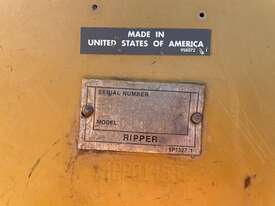 MADE IN
UNITED STATES OF AMERICA
SERIAL NUMBER
MODEL
RIPPER